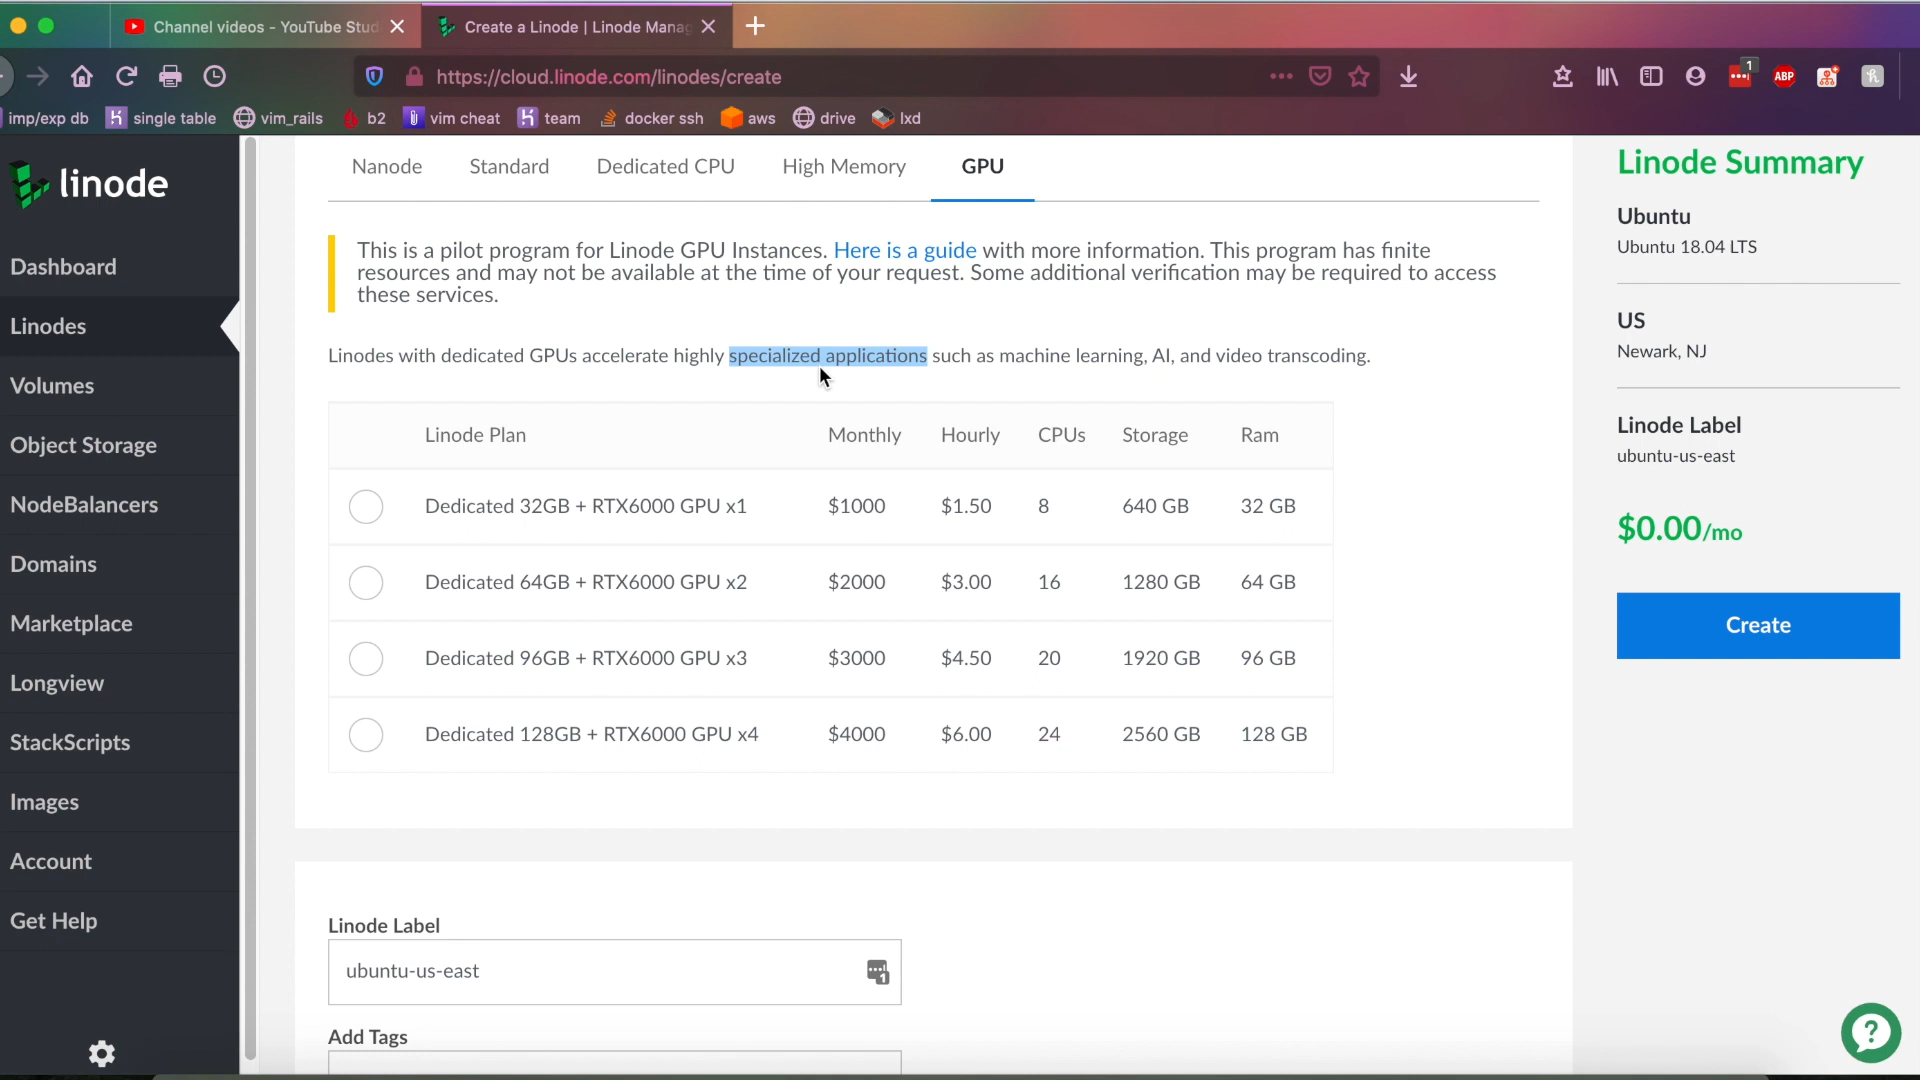 Channel videos - YouTube Stud
Create a Linode | Linode Manag
https://cloud.linode.com/linodes/create
1
ABP
imp/exp db
single table
vim_rails
b2
vim cheat
team
docker ssh
aws
drive
lxd
linode
Dashboard
Linodes
Volumes
Object Storage
NodeBalancers
Domains
Marketplace
Longview
StackScripts
Images
Account
Get Help
Nanode
Standard
Dedicated CPU
High Memory
GPU
This is a pilot program for Linode GPU Instances. Here is a guide with more information. This program has finite
resources and may not be available at the time of your request. Some additional verification may be required to access
these services.
Linodes with dedicated GPUs accelerate highly specialized applications such as machine learning, AI, and video transcoding.
Linode Plan Monthly Hourly CPUs Storage Ram
Dedicated 32GB + RTX6000 GPU x1 $1000 $1.50 8 640 GB 32 GB
Dedicated 64GB + RTX6000 GPU x2 $2000 $3.00 16 1280 GB 64 GB
Dedicated 96GB + RTX6000 GPU x3 $3000 $4.50 20 1920 GB 96 GB
Dedicated 128GB + RTX6000 GPU x4 $4000 $6.00 24 2560 GB 128 GB
Linode Label
ubuntu-us-east
1
Add Tags
Linode Summary
Ubuntu
Ubuntu 18.04 LTS
US
Newark, NJ
Linode Label
ubuntu-us-east
$0.00/mo
Create